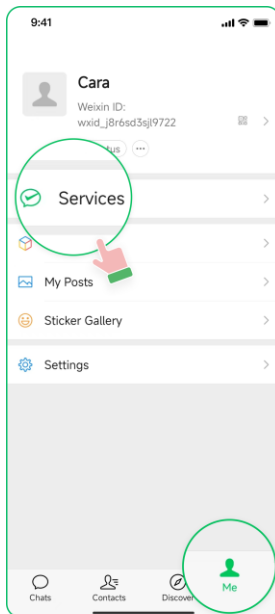 9:41
Cara
Weixin ID:
wxid_j8r6sd3sjl9722
Services
My Posts
Sticker Gallery
Settings
Chats
Contacts
Discover
Me